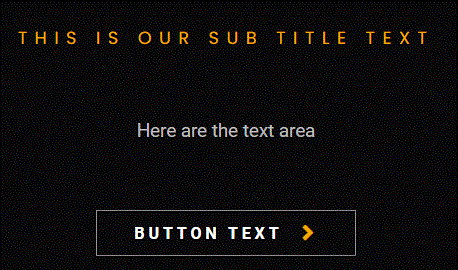 THIS IS OUR SUB TITLE TEXT
Here are the text area
BUTTON TEXT